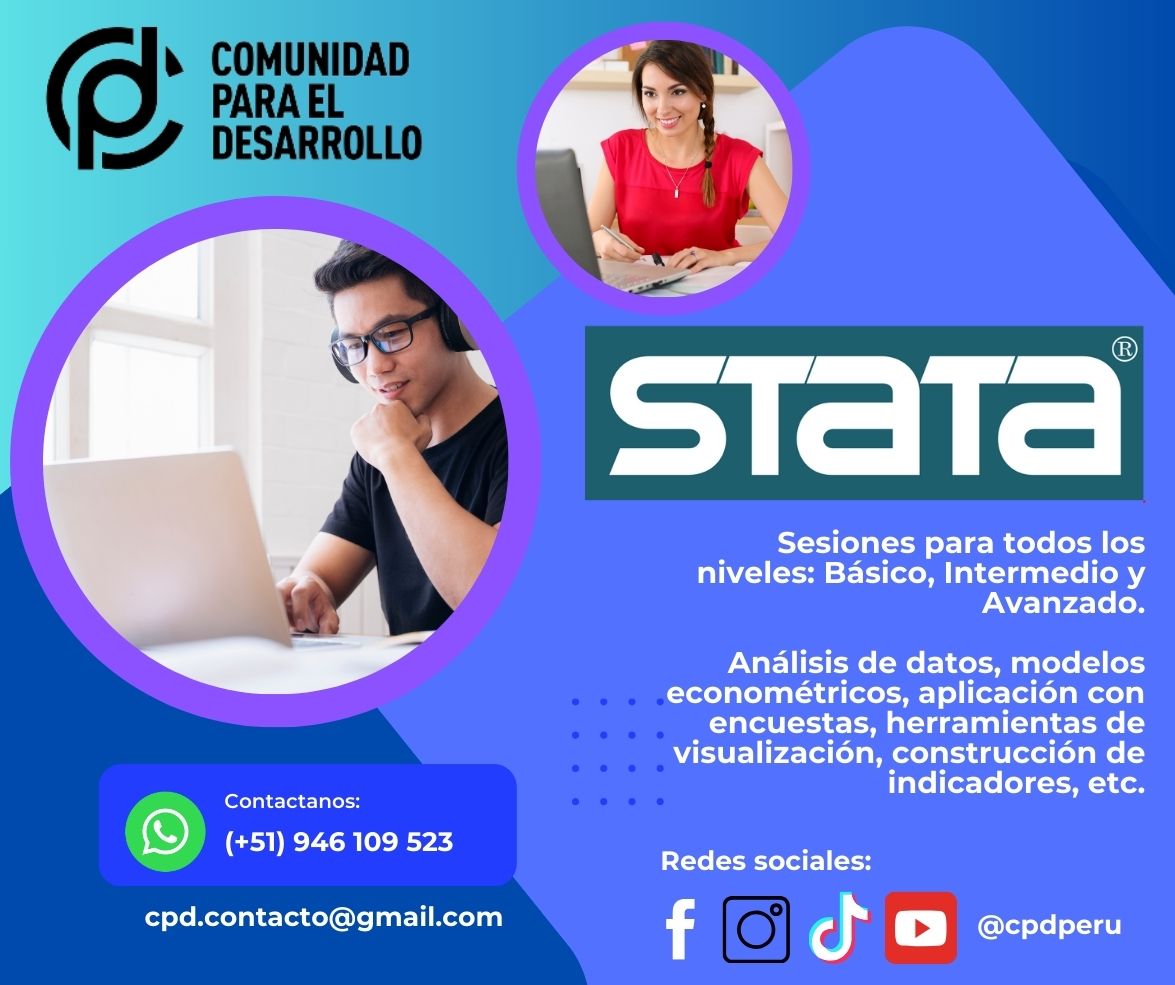 COMUNIDAD
PARA EL
DESARROLLO
STATA®
Sesiones para todos los
niveles: Básico, Intermedio y
Avanzado.
Análisis de datos, modelos
econométricos, aplicación con
encuestas, herramientas de
visualización, construcción de
indicadores, etc.
Contactanos:
(+51) 946 109 523
cpd.contacto@gmail.com
Redes sociales:
@cpdperu